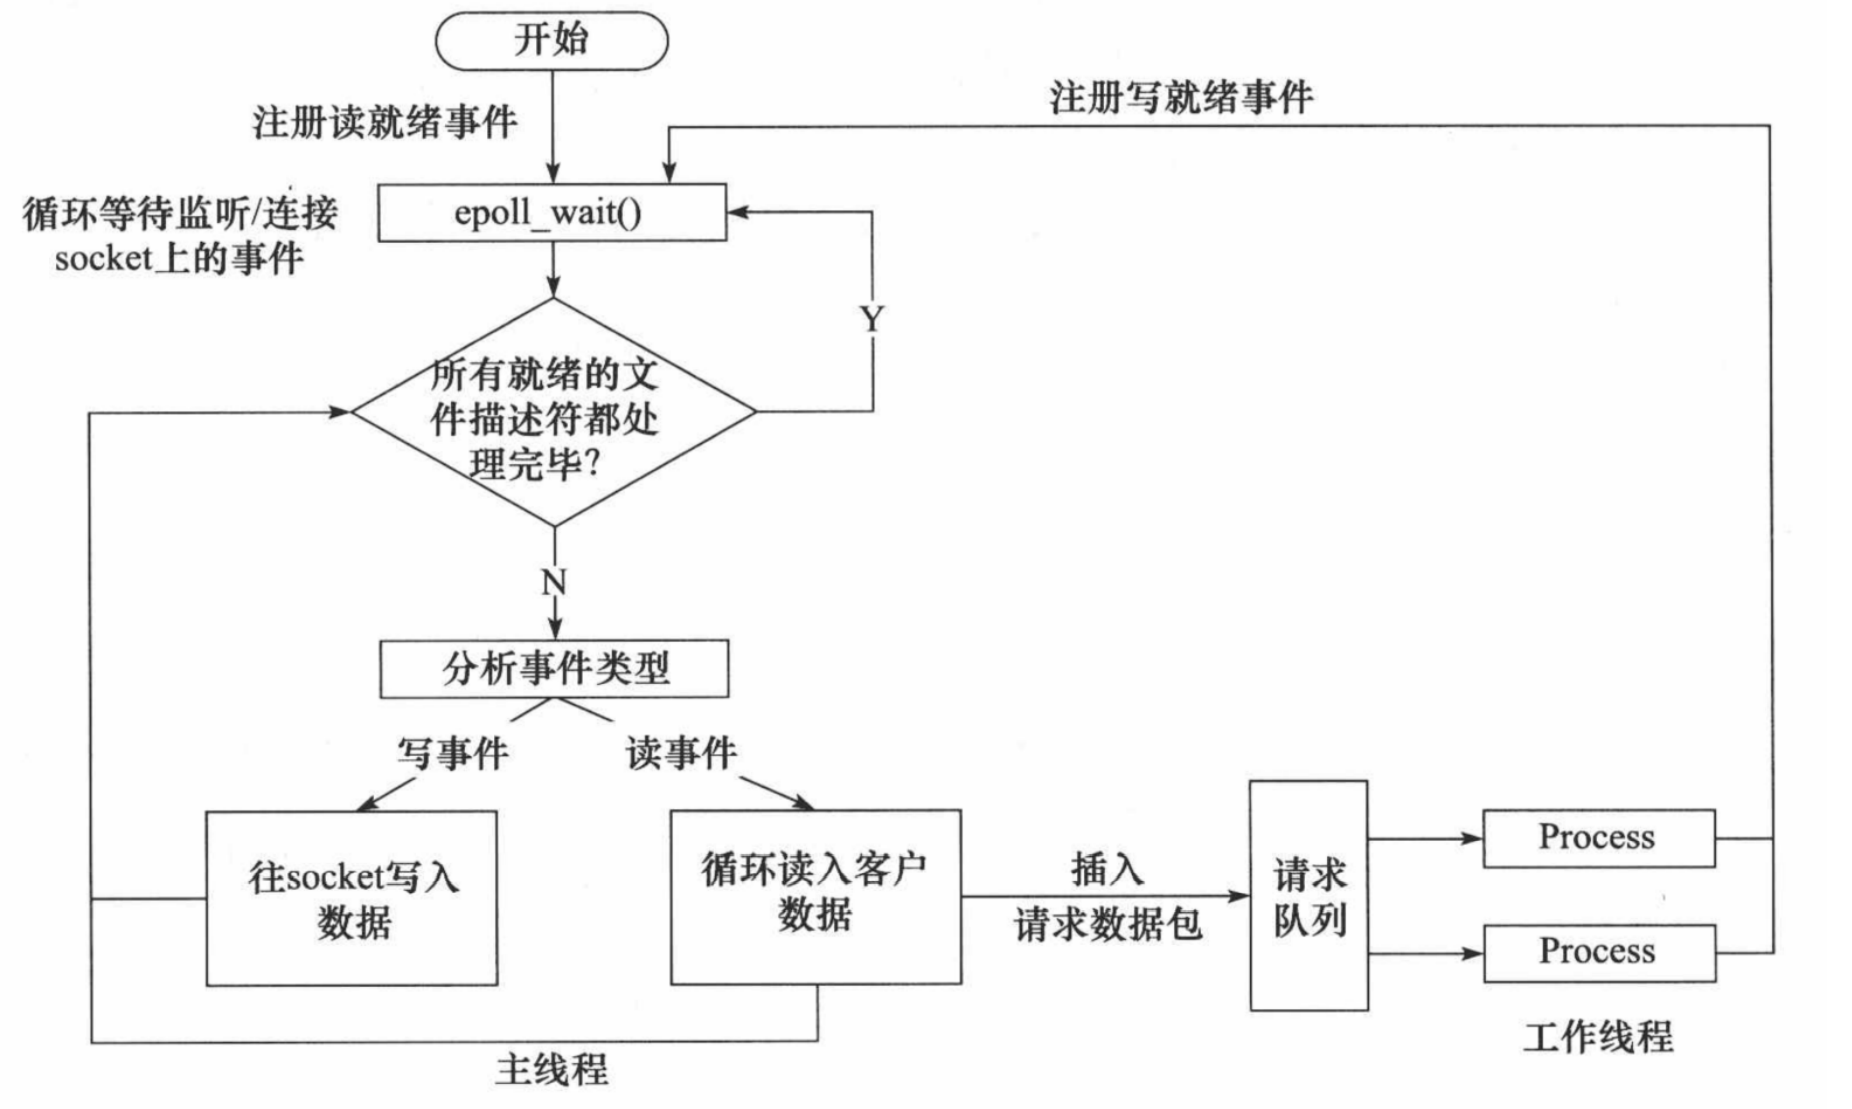 开始
注册读就绪事件
注册写就绪事件
循环等待监听/连接
socket上的事件
epoll_wait()
Y
所有就绪的文
件描述符都处
理完毕?
N
分析事件类型
写事件
读事件
往socket写入
数据
循环读入客户
数据
插入
请求数据包
请求
队列
Process
Process
工作线程
主线程